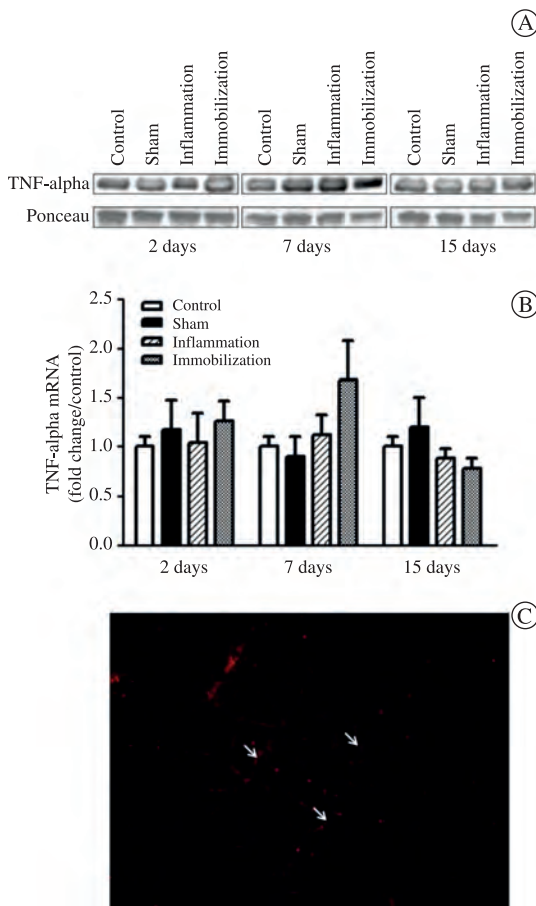 A
Control Sham Inflammation Immobilization Control Sham Inflammation Immobilization Control Sham Inflammation Immobilization
TNF-alpha
Ponceau
2 days 7 days 15 days
B
2.5
2.0
1.5
1.0
0.5
0.0
TNF-alpha mRNA
(fold change/control)
Control
Sham
Inflammation
Immobilization
2 days 7 days 15 days
C